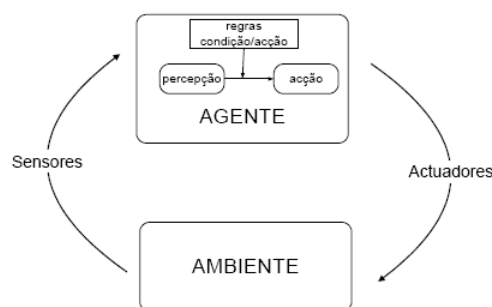 regras
condição/acção
percepção
acção
AGENTE
Sensores
Actuadores
AMBIENTE